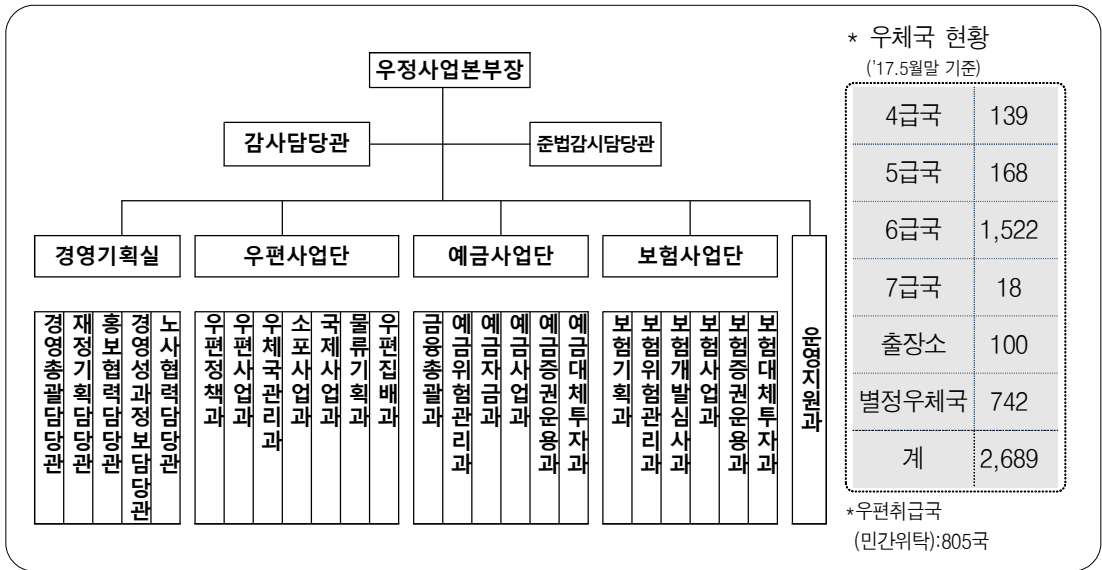 우정사업본부장
감사담당관
준법감시담당관
경영기획실
우편사업단
예금사업단
보험사업단
경영총괄담당관
재정기획담당관
홍보협력담당관
경영성과정보담당관
노사협력담당관
우편정책과
우편사업과
우체국관리과
소포사업과
국제사업과
물류기획과
우편집배과
금융총괄과
예금위험관리과
예금자금과
예금사업과
예금증권운용과
예금대체투자과
보험기획과
보험위험관리과
보험개발심사과
보험사업과
보험증권운용과
보험대체투자과
운영지원과
* 우체국 현황
('17.5월말 기준)
4급국 139
5급국 168
6급국 1,522
7급국 18
출장소 100
별정우체국 742
계 2,689
*우편취급국
(민간위탁):805국